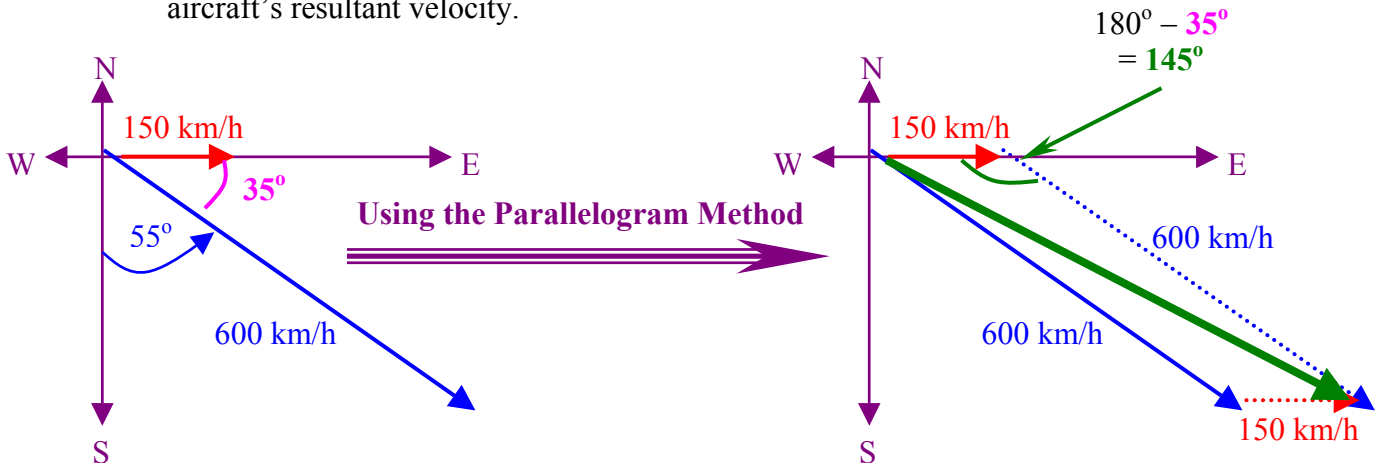 aircraft's resultant velocity.
N
150 km/h
W
E
35°
55°
600 km/h
S
Using the Parallelogram Method
180° – 35°
= 145°
N
150 km/h
W
E
600 km/h
600 km/h
150 km/h
S